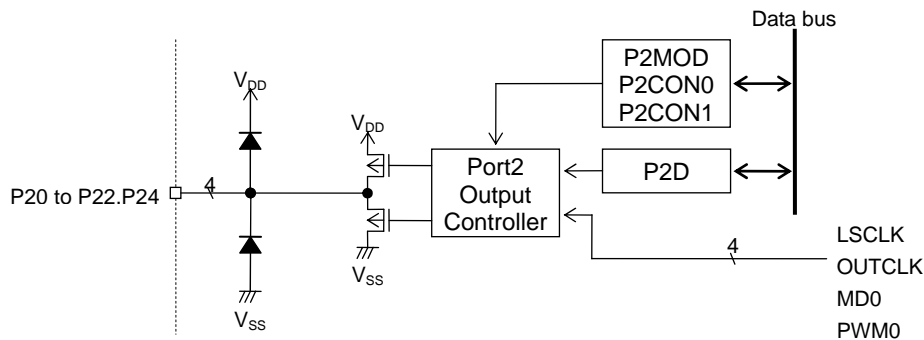 Data bus
P2MOD
P2CON0
P2CON1
VDD
VDD
Port2
Output
Controller
P2D
P20 to P22.P24
4
VSS
VSS
4
LSCLK
OUTCLK
MD0
PWM0